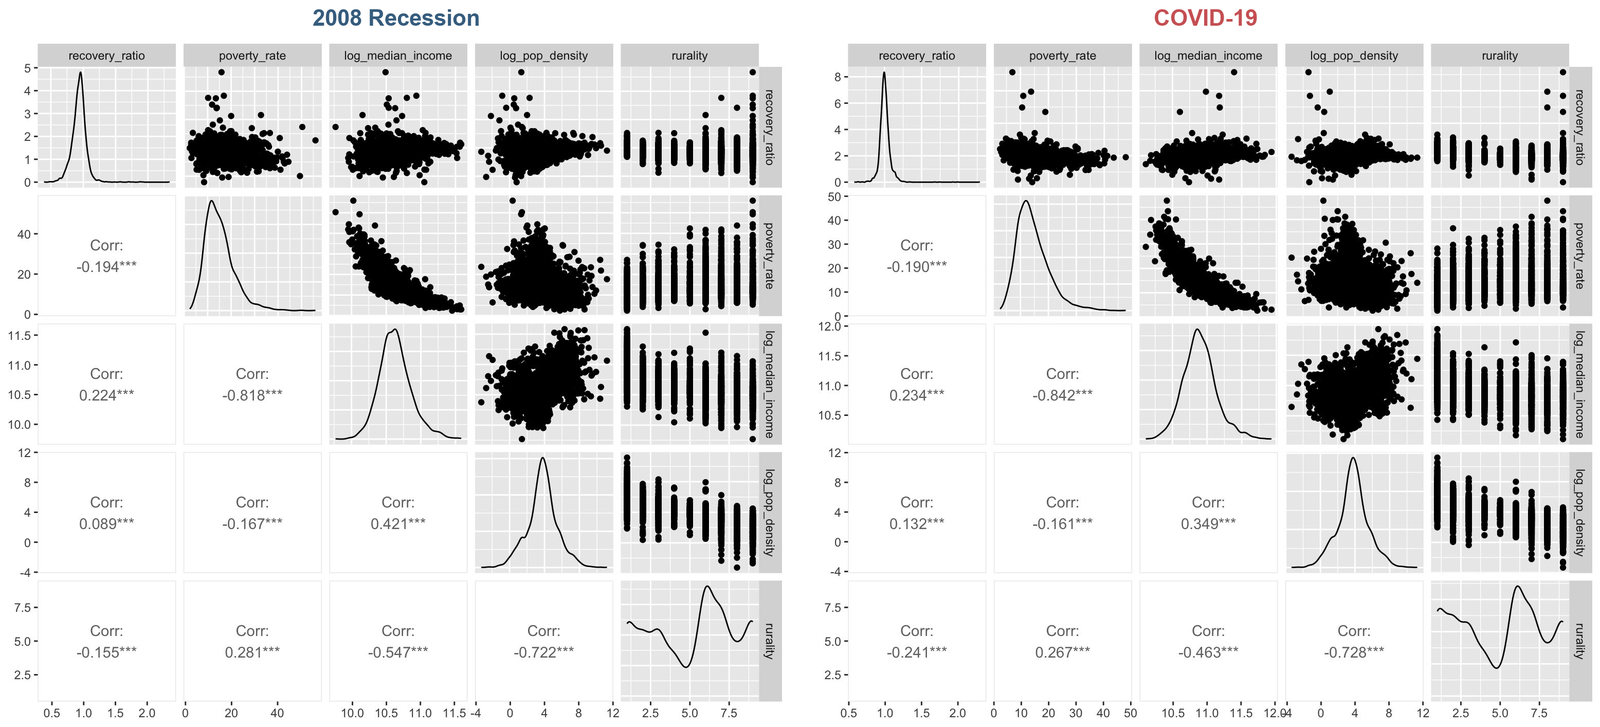 2008 Recession
COVID-19
recovery_ratio poverty_rate log_median_income log_pop_density rurality
recovery_ratio poverty_rate log_median_income log_pop_density rurality
5
4
3
2
1
0
recovery_ratio
8
6
4
2
0
recovery_ratio
40
20
0
Corr:
-0.194***
poverty_rate
50
40
30
20
10
0
Corr:
-0.190***
poverty_rate
11.5
11.0
10.5
10.0
Corr: Corr:
0.224*** -0.818***
log_median_income
12.0
11.5
11.0
10.5
Corr: Corr:
0.234*** -0.842***
log_median_income
12
8
4
0
-4
Corr: Corr: Corr:
0.089*** -0.167*** 0.421***
log_pop_density
12
8
4
0
-4
Corr: Corr: Corr:
0.132*** -0.161*** 0.349***
log_pop_density
7.5
5.0
2.5
Corr: Corr: Corr: Corr:
-0.155*** 0.281*** -0.547*** -0.722***
rurality
7.5
5.0
2.5
Corr: Corr: Corr: Corr:
-0.241*** 0.267*** -0.463*** -0.728***
rurality
0.5 1.0 1.5 2.0 0 20 40 10.0 10.5 11.0 11.5 -4 0 4 8 12 2.5 5.0 7.5
0.5 1.0 1.5 2.0 0 10 20 30 40 50 10.5 11.0 11.5 12.0 -4 0 4 8 12 2.5 5.0 7.5